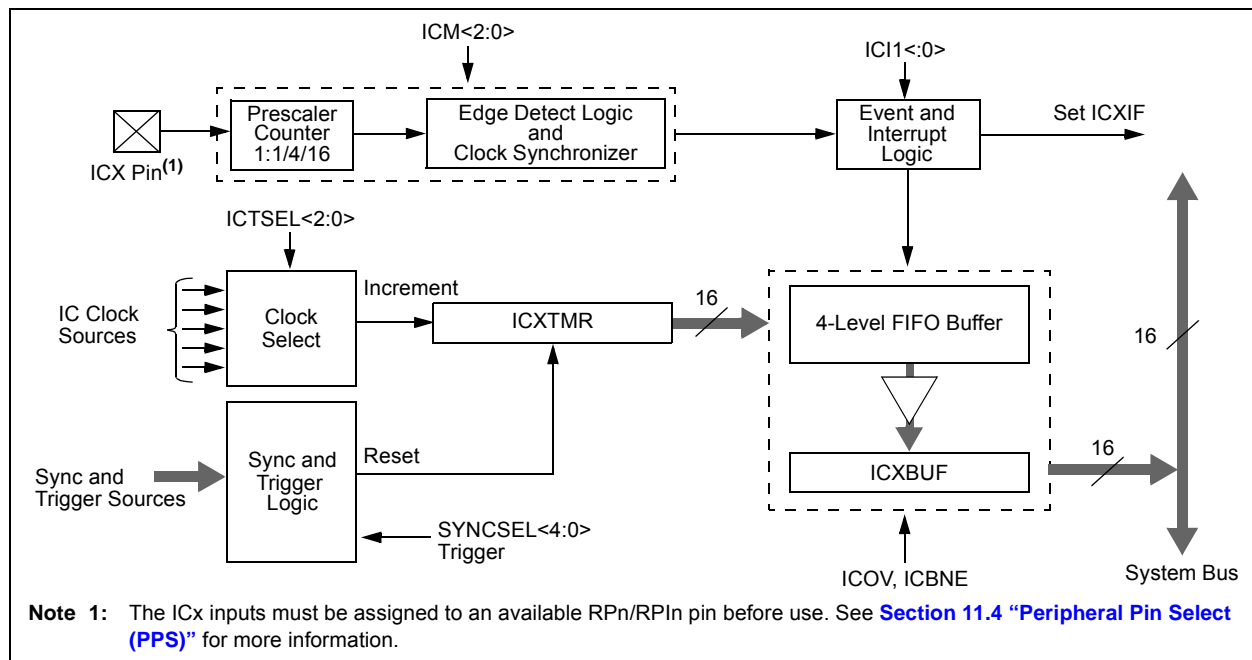 ICM<2:0>
ICI1<:0>
Prescaler
Counter
1:1/4/16
Edge Detect Logic
and
Clock Synchronizer
Event and
Interrupt
Logic
Set ICXIF
ICX Pin(1)
ICTSEL<2:0>
IC Clock
Sources
Clock
Select
Increment
ICXTMR
16
4-Level FIFO Buffer
16
Sync and
Trigger Sources
Sync and
Trigger
Logic
Reset
ICXBUF
16
SYNCSEL<4:0>
Trigger
ICOV, ICBNE
System Bus
Note 1: The ICx inputs must be assigned to an available RPn/RPIn pin before use. See Section 11.4 “Peripheral Pin Select
(PPS)” for more information.